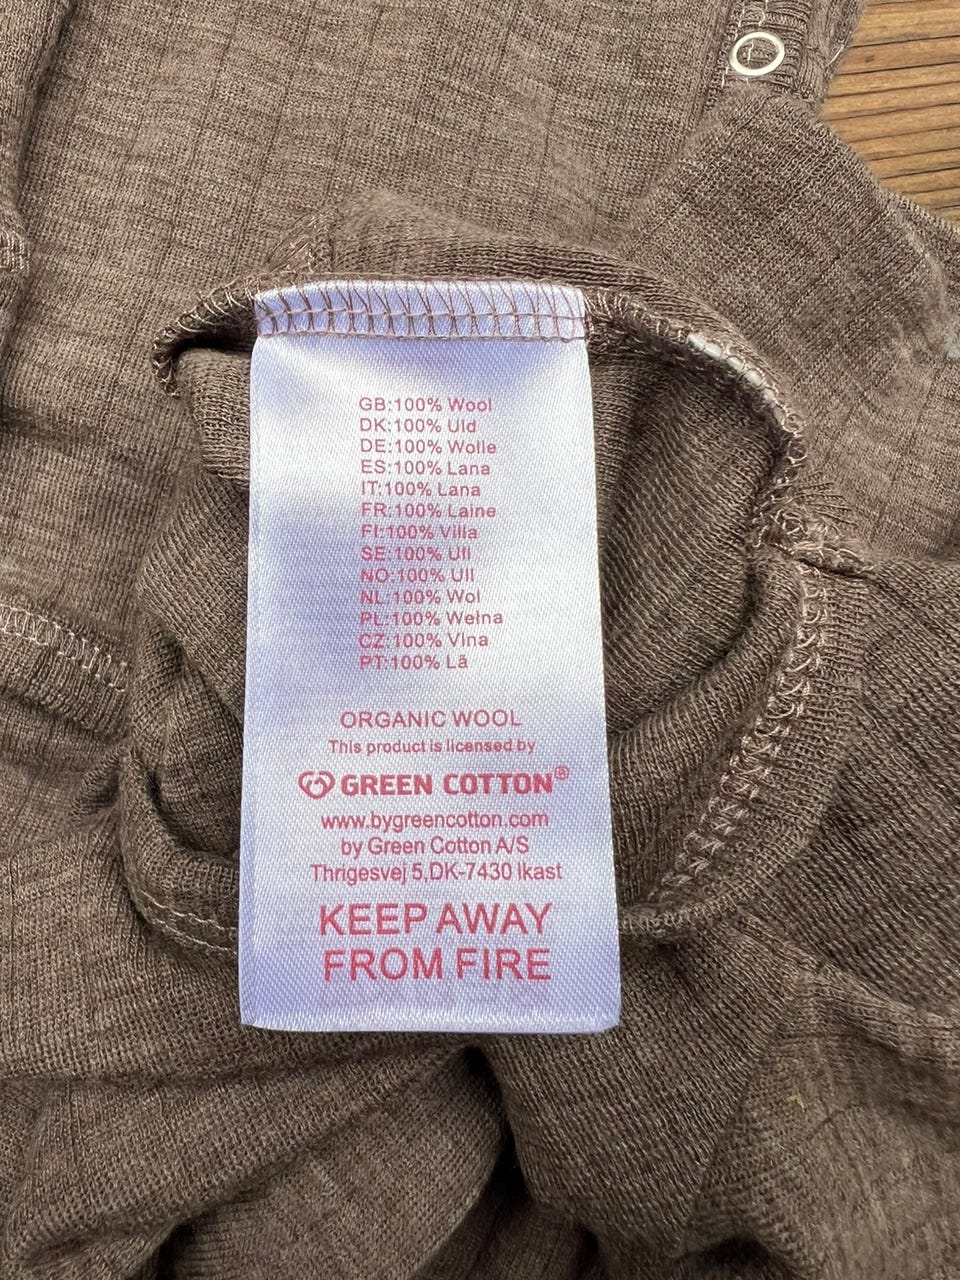 GB:100% Wool
DK:100% Uld
DE:100% Wolle
ES:100% Lana
IT:100% Lana
FR:100% Laine
FI:100% Villa
SE:100% Ull
NO:100% Ull
NL:100% Wol
PL:100% Wełna
CZ:100% Vlna
PT:100% Lã
ORGANIC WOOL
This product is licensed by
GREEN COTTON®
www.bygreencotton.com
by Green Cotton A/S
Thrigesvej 5,DK-7430 Ikast
KEEP AWAY
FROM FIRE